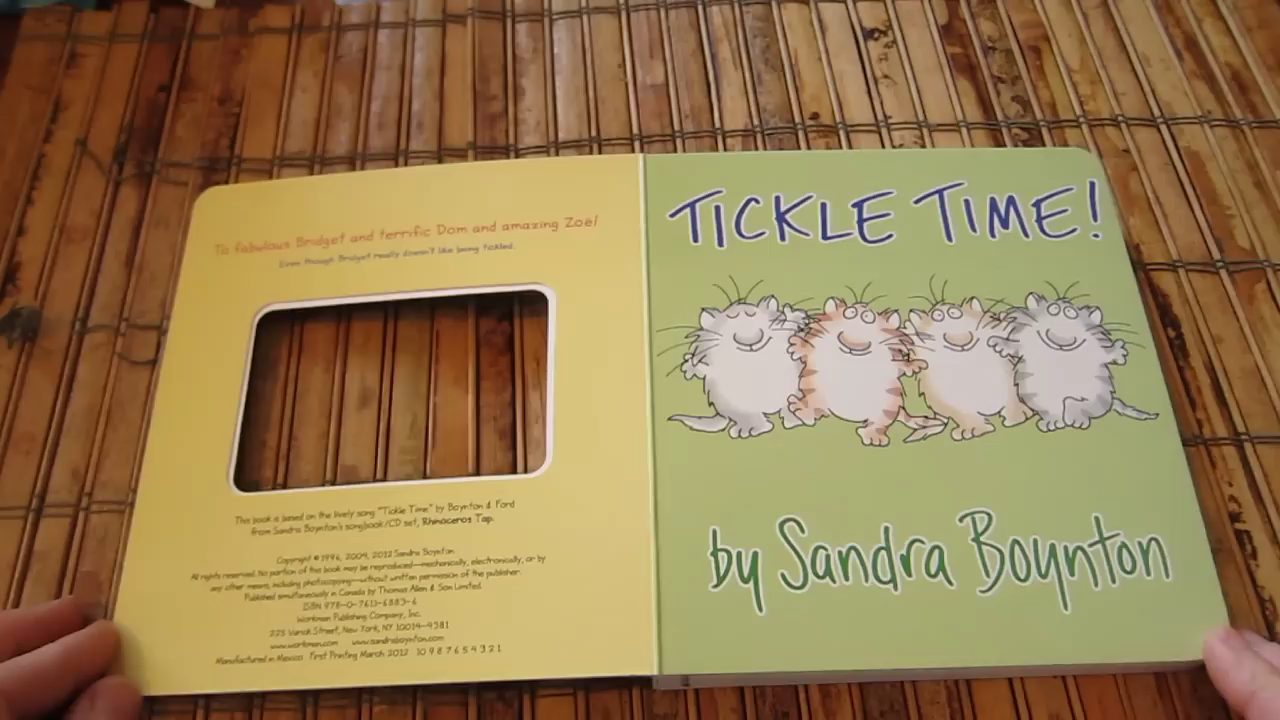 To fabulous Bridget and terrific Dom and amazing Zoë!
Even though Bridget really doesn't like being tickled.
This book is based on the lively song "Tickle Time" by Boynton & Ford
from Sandra Boynton's songbook/CD set, Rhinoceros Tap.
Copyright © 1996, 2009, 2012 Sandra Boynton
All rights reserved. No portion of this book may be reproduced—mechanically, electronically, or by
any other means, including photocopying—without written permission of the publisher.
Published simultaneously in Canada by Thomas Allen & Son Limited.
ISBN 978-0-7611-6883-6
Workman Publishing Company, Inc.
225 Varick Street, New York, NY 10014-4381
www.workman.com www.sandraboynton.com
Manufactured in Mexico First Printing March 2012 10 9 8 7 6 5 4 3 2 1
TICKLE TIME!
by Sandra Boynton